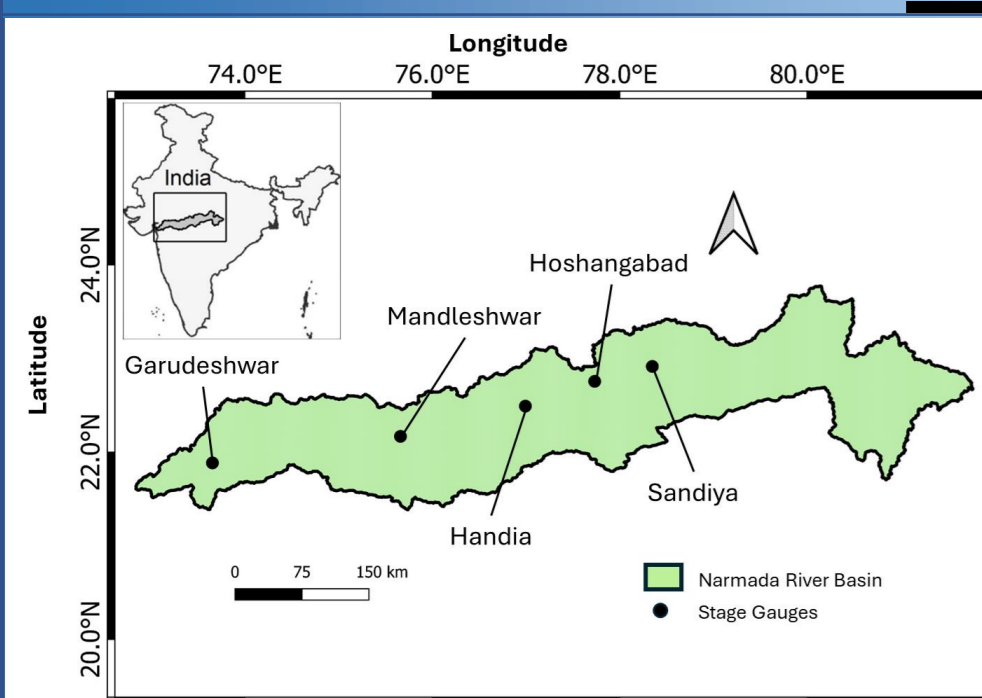 Longitude
74.0°E 76.0°E 78.0°E 80.0°E
India
Hoshangabad
24.0°N
Mandleshwar
Garudeshwar
Latitude
22.0°N
Sandiya
Handia
0 75 150 km
Narmada River Basin
Stage Gauges
20.0°N